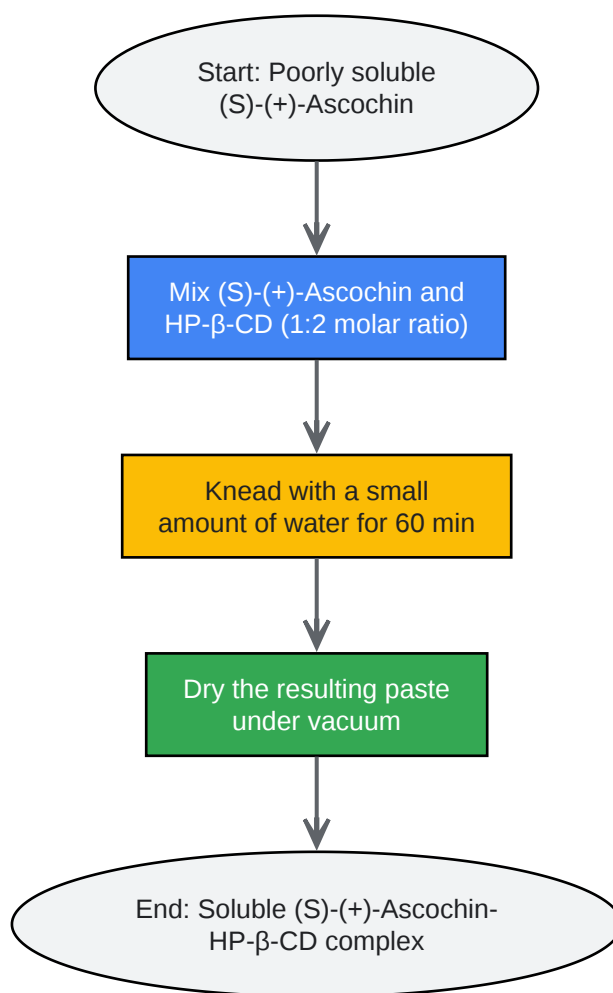 Start: Poorly soluble
(S)-(+)-Ascochin
Mix (S)-(+)-Ascochin and
HP-β-CD (1:2 molar ratio)
Knead with a small
amount of water for 60 min
Dry the resulting paste
under vacuum
End: Soluble (S)-(+)-Ascochin-
HP-β-CD complex